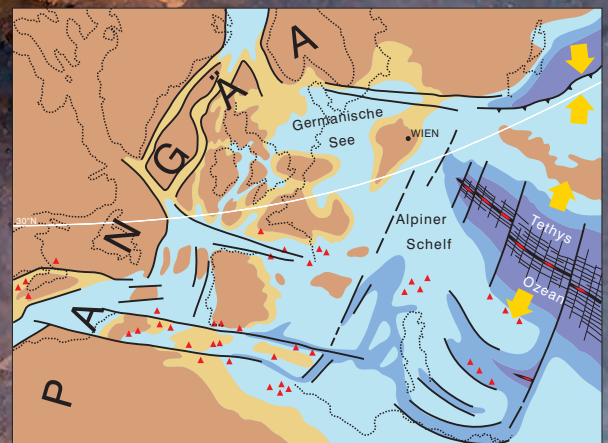 PANGÄA
Germanische
See
WIEN
30°N
Alpiner
Schelf
Tethys
Ozean